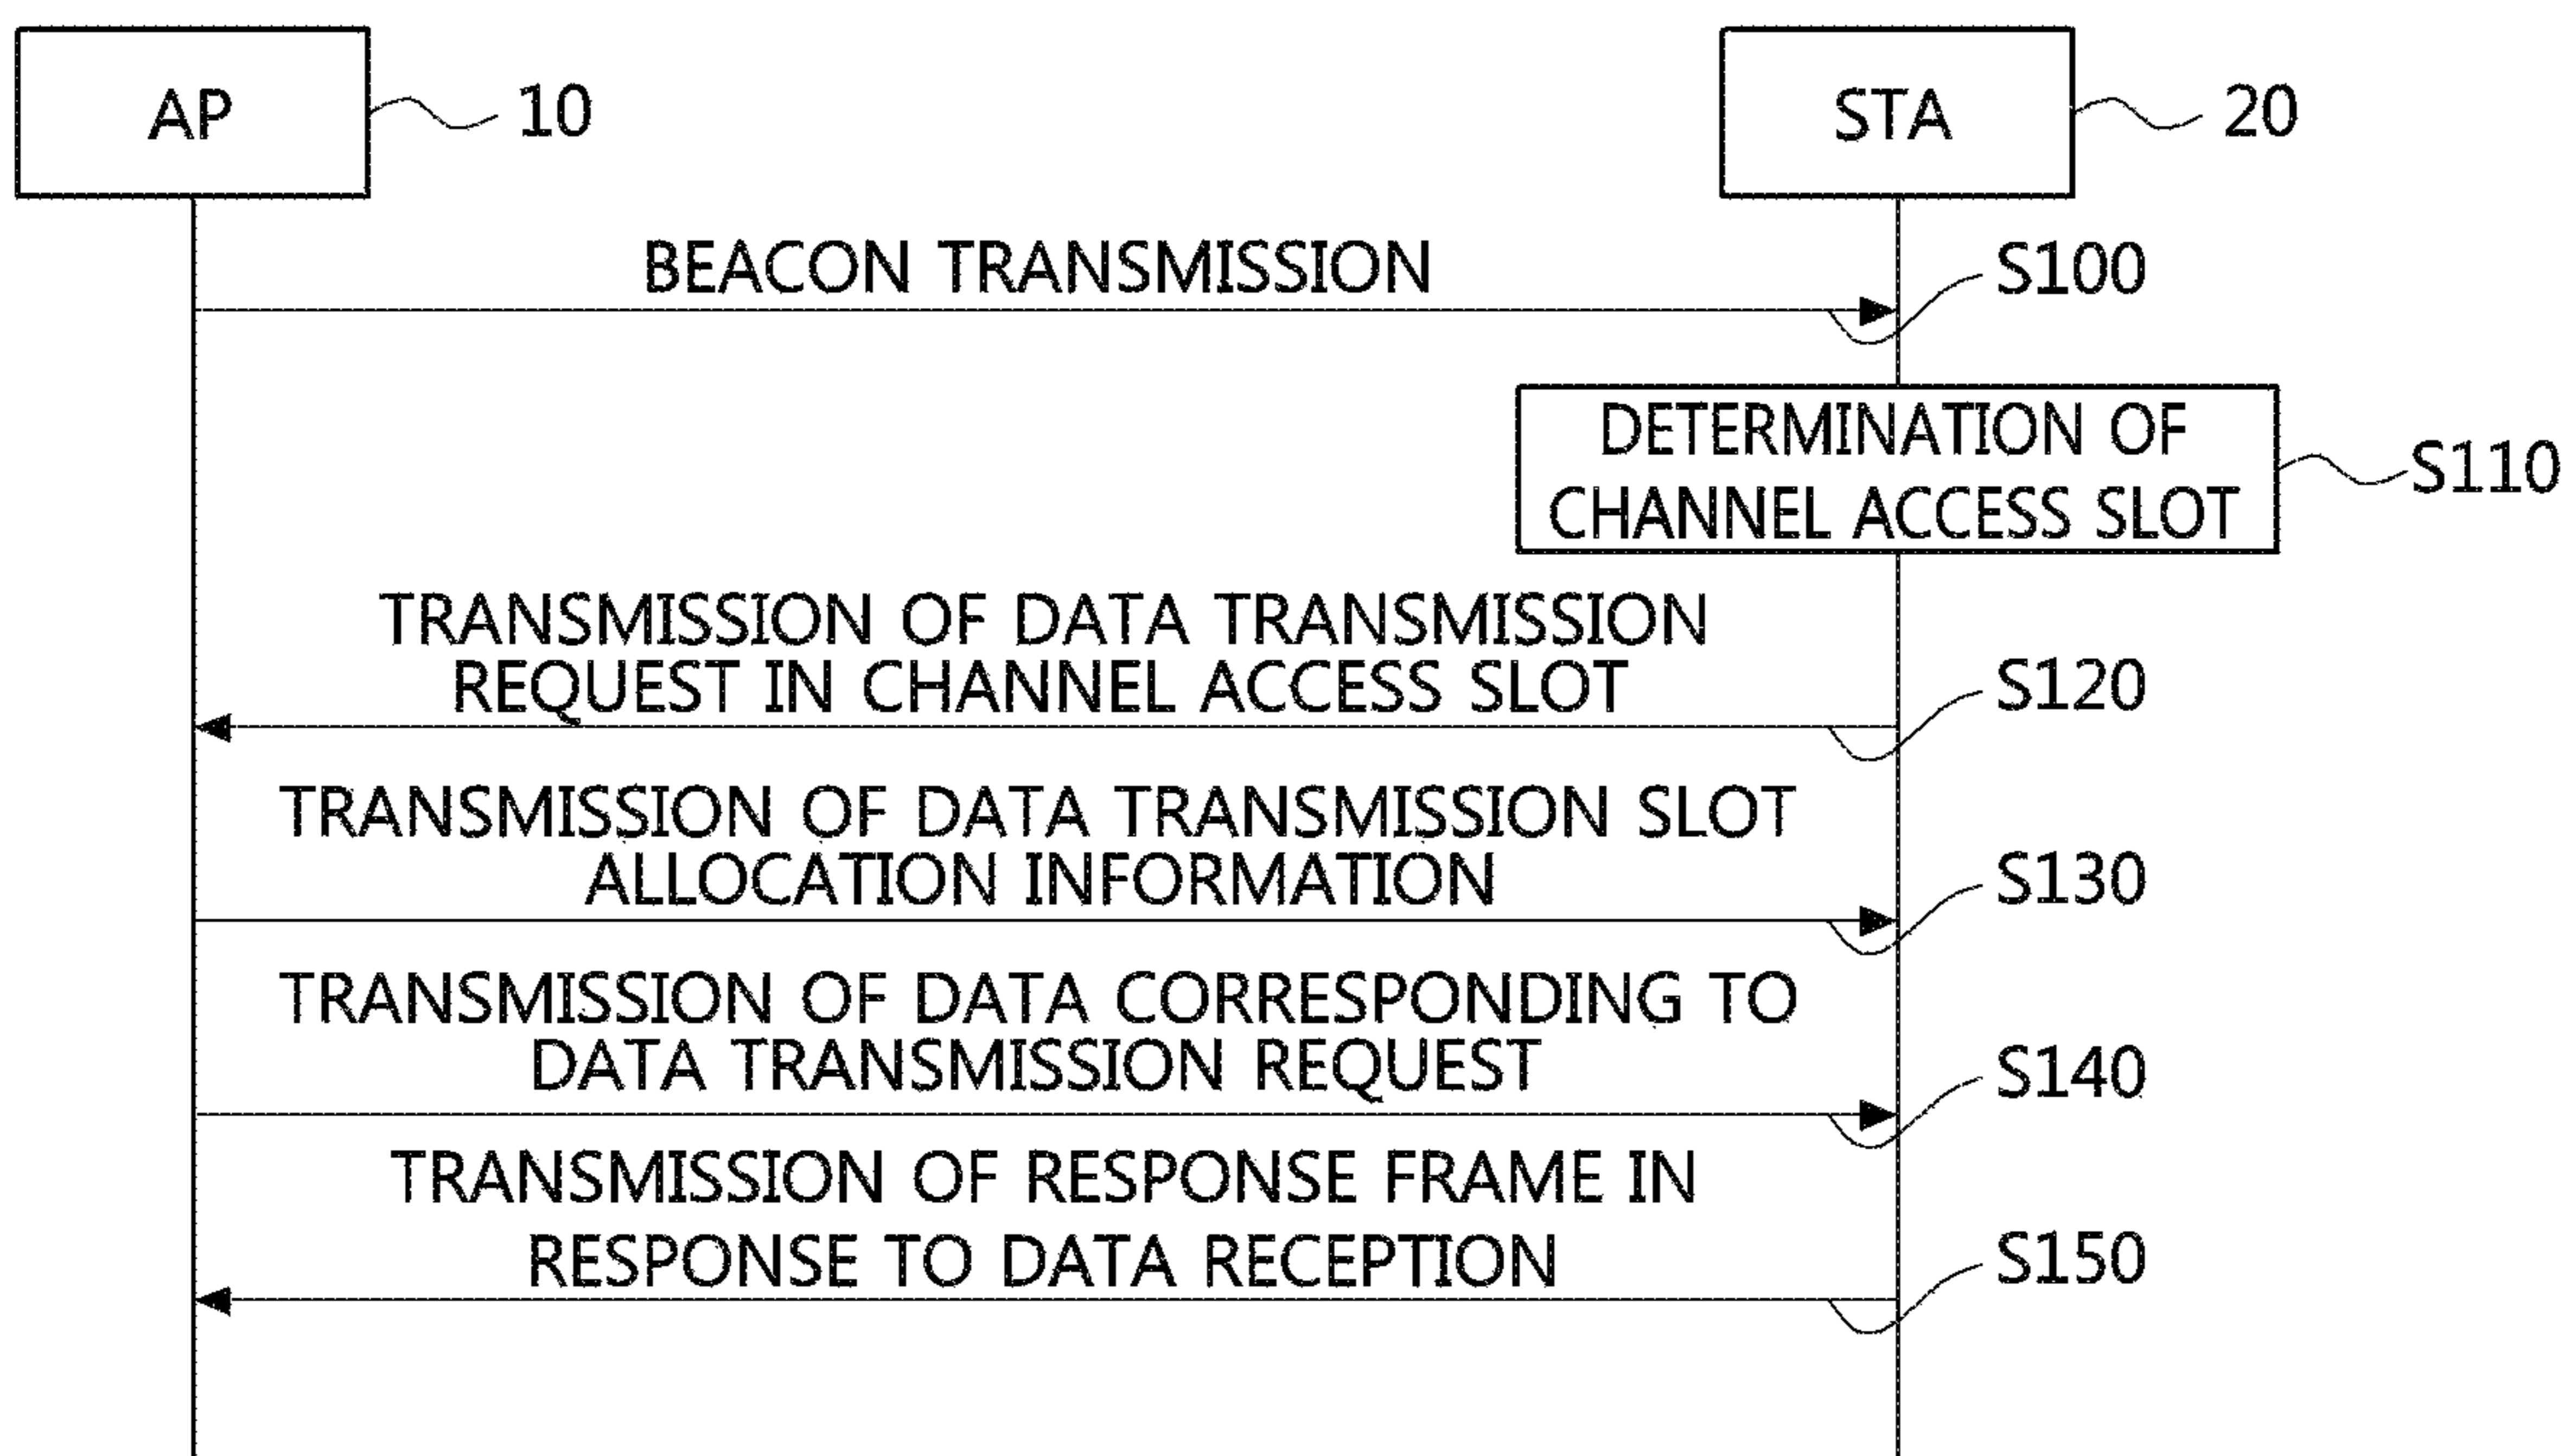 AP
10
STA
20
BEACON TRANSMISSION
S100
DETERMINATION OF
CHANNEL ACCESS SLOT
S110
TRANSMISSION OF DATA TRANSMISSION
REQUEST IN CHANNEL ACCESS SLOT
S120
TRANSMISSION OF DATA TRANSMISSION SLOT
ALLOCATION INFORMATION
S130
TRANSMISSION OF DATA CORRESPONDING TO
DATA TRANSMISSION REQUEST
S140
TRANSMISSION OF RESPONSE FRAME IN
RESPONSE TO DATA RECEPTION
S150